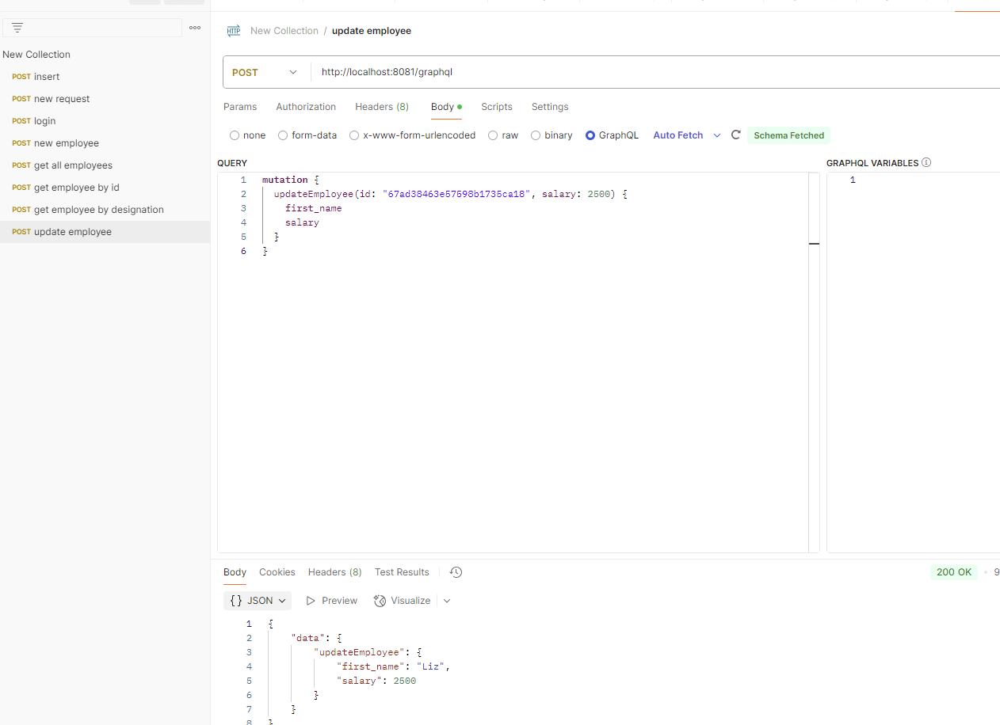 New Collection
POST insert
POST new request
POST login
POST new employee
POST get all employees
POST get employee by id
POST get employee by designation
POST update employee
HTTP New Collection / update employee
POST http://localhost:8081/graphql
Params Authorization Headers (8) Body Scripts Settings
none form-data x-www-form-urlencoded raw binary GraphQL Auto Fetch Schema Fetched
QUERY
1 mutation {
2 updateEmployee(id: "67ad38463e57598b1735ca18", salary: 2500) {
3 first_name
4 salary
5 }
6 }
GRAPHQL VARIABLES
1
Body Cookies Headers (8) Test Results 200 OK • 9
{} JSON Preview Visualize
1 {
2 "data": {
3 "updateEmployee": {
4 "first_name": "Liz",
5 "salary": 2500
6 }
7 }
8 }